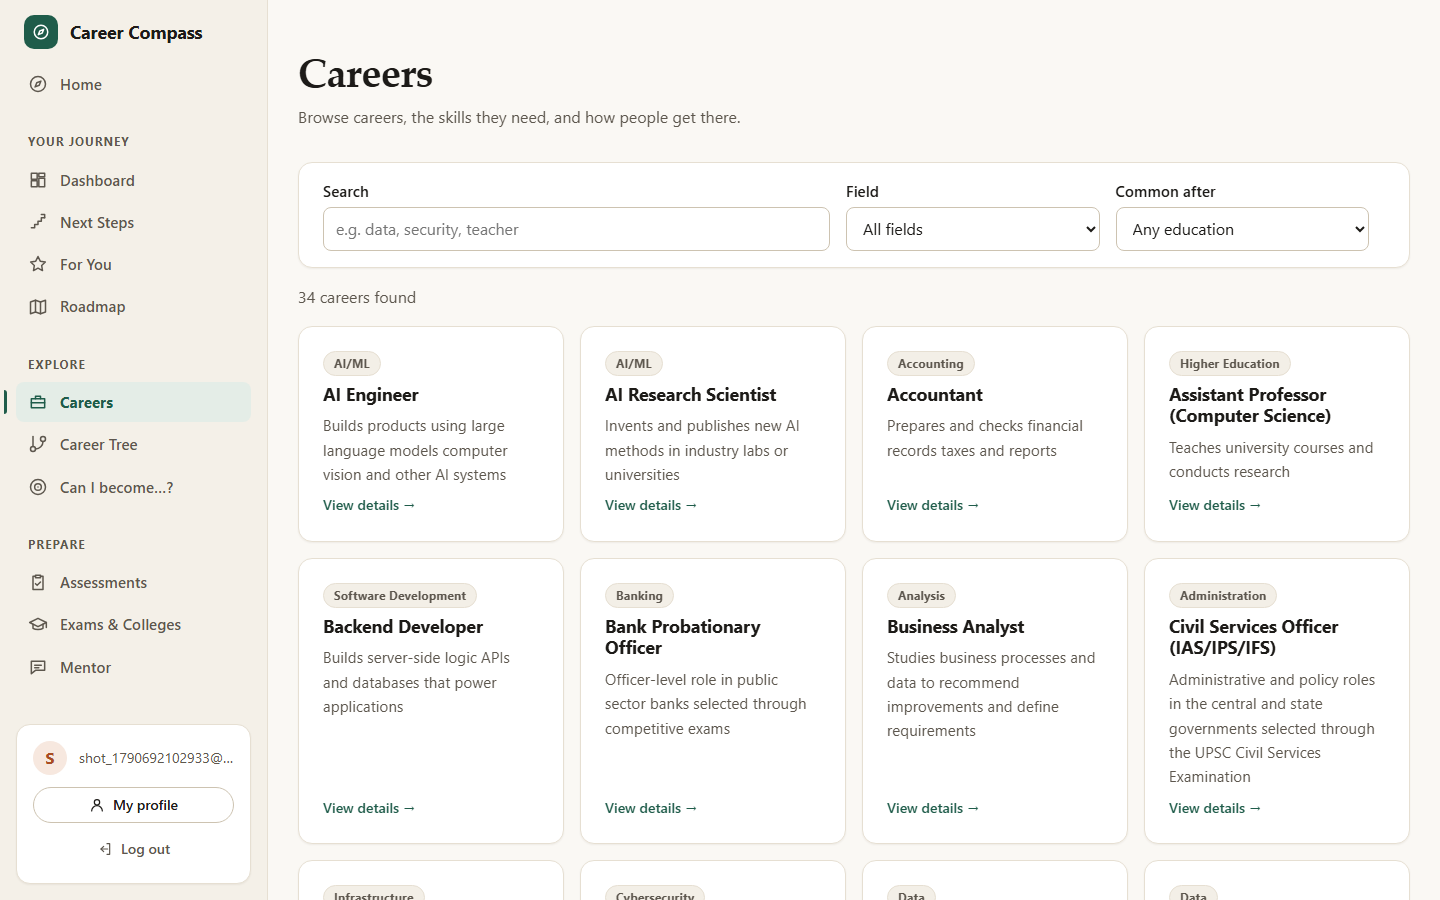 Career Compass
Home
YOUR JOURNEY
Dashboard
Next Steps
For You
Roadmap
EXPLORE
Careers
Career Tree
Can I become...?
PREPARE
Assessments
Exams & Colleges
Mentor
S
shot_1790692102933@...
My profile
Log out
Careers
Browse careers, the skills they need, and how people get there.
Search
Field
Common after
e.g. data, security, teacher
All fields
Any education
34 careers found
AI/ML
AI Engineer
Builds products using large
language models computer
vision and other AI systems
View details →
AI/ML
AI Research Scientist
Invents and publishes new AI
methods in industry labs or
universities
View details →
Accounting
Accountant
Prepares and checks financial
records taxes and reports
View details →
Higher Education
Assistant Professor
(Computer Science)
Teaches university courses and
conducts research
View details →
Software Development
Backend Developer
Builds server-side logic APIs
and databases that power
applications
View details →
Banking
Bank Probationary
Officer
Officer-level role in public
sector banks selected through
competitive exams
View details →
Analysis
Business Analyst
Studies business processes and
data to recommend
improvements and define
requirements
View details →
Administration
Civil Services Officer
(IAS/IPS/IFS)
Administrative and policy roles
in the central and state
governments selected through
the UPSC Civil Services
Examination
View details →
Infrastructure
Cybersecurity
Data
Data